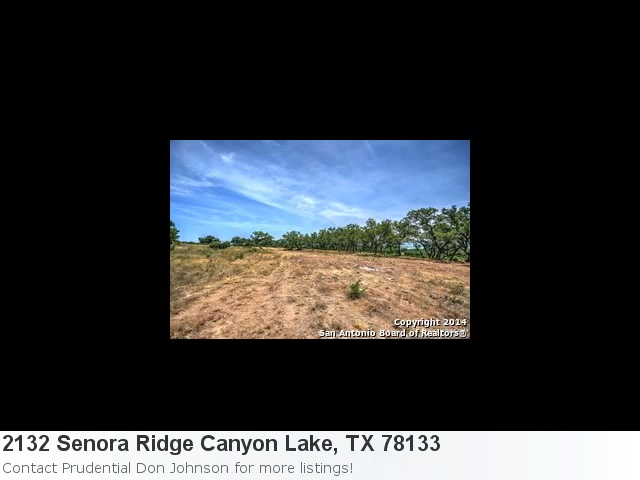 Copyright 2014
San Antonio Board of Realtors®
2132 Senora Ridge Canyon Lake, TX 78133
Contact Prudential Don Johnson for more listings!